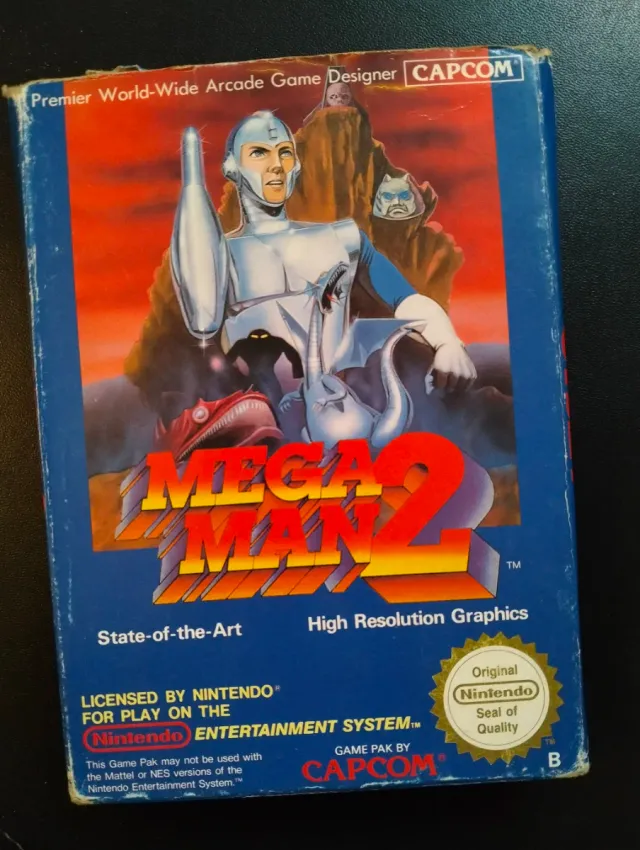 Premier World-Wide Arcade Game Designer CAPCOM®
MEGA
MAN 2
TM
State-of-the-Art
High Resolution Graphics
LICENSED BY NINTENDO®
FOR PLAY ON THE
Nintendo ENTERTAINMENT SYSTEM™
This Game Pak may not be used with
the Mattel or NES versions of the
Nintendo Entertainment System.™
GAME PAK BY
CAPCOM®
Original
Nintendo
Seal of
Quality
TM
B